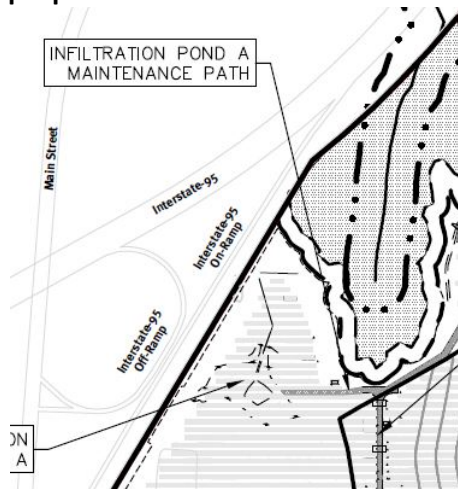 INFILTRATION POND A
MAINTENANCE PATH
Main Street
Interstate-95
Interstate-95
On-Ramp
Interstate-95
Off-Ramp
ON
A